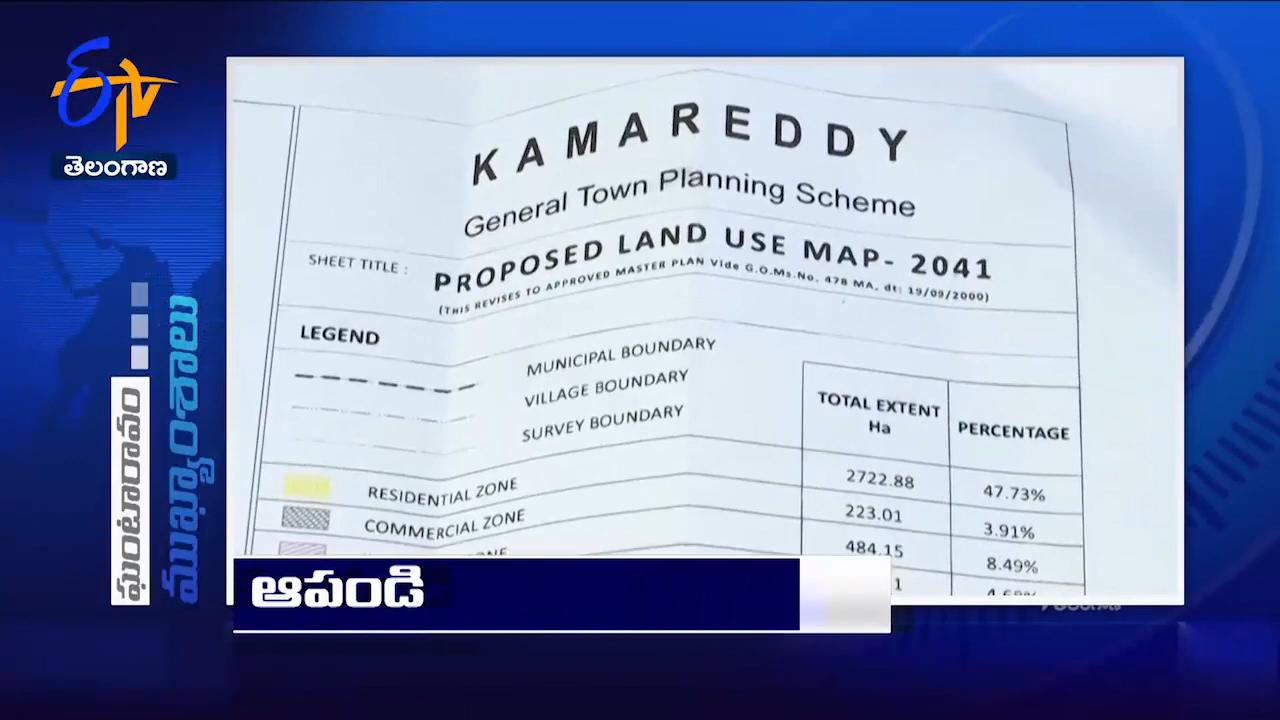 ETV
తెలంగాణ
ఘంటారావం
ముఖ్యాంశాలు
KAMAREDDY
General Town Planning Scheme
SHEET TITLE : PROPOSED LAND USE MAP- 2041
(THIS REVISES TO APPROVED MASTER PLAN Vide G.O.Ms.No. 478 MA, dt: 19/09/2000)
LEGEND
MUNICIPAL BOUNDARY
VILLAGE BOUNDARY
SURVEY BOUNDARY
TOTAL EXTENT Ha PERCENTAGE
RESIDENTIAL ZONE 2722.88 47.73%
COMMERCIAL ZONE 223.01 3.91%
484.15 8.49%
ఆపండి